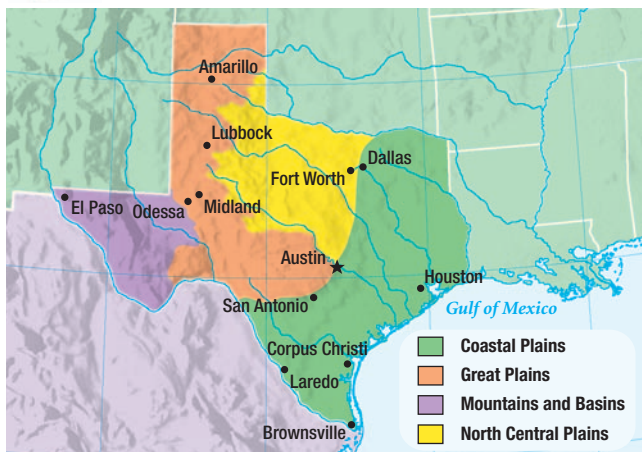 Amarillo
Lubbock
Dallas
Fort Worth
El Paso
Odessa
Midland
Austin
Houston
San Antonio
Gulf of Mexico
Corpus Christi
Laredo
Brownsville
Coastal Plains
Great Plains
Mountains and Basins
North Central Plains